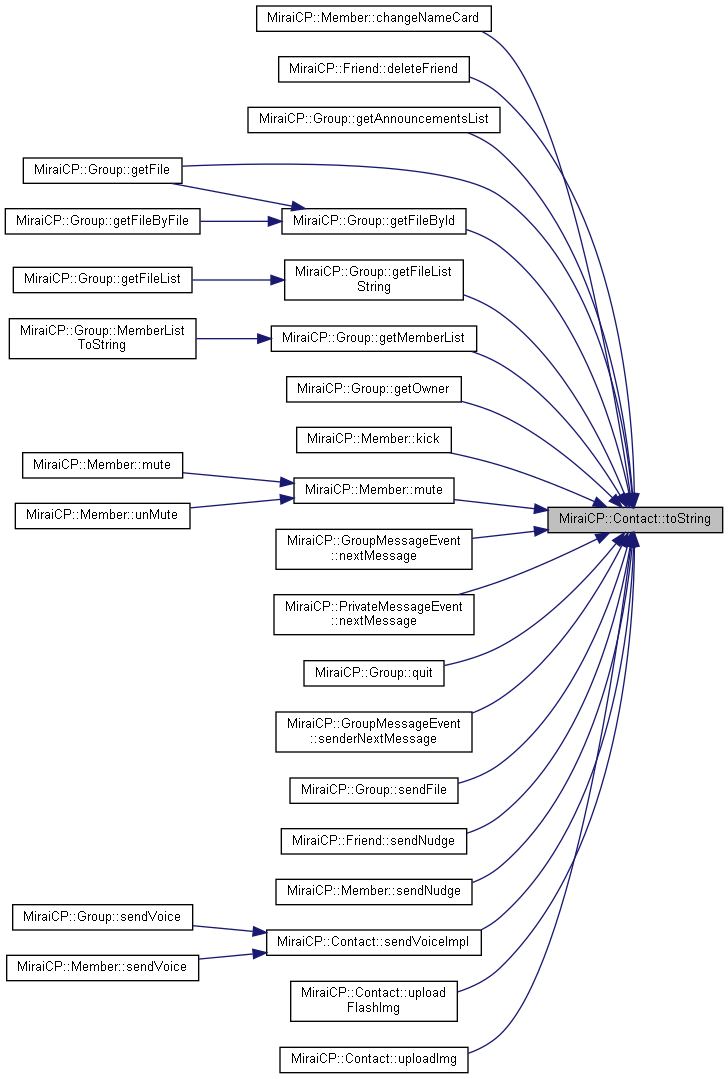 MiraiCP::Member::changeNameCard
MiraiCP::Friend::deleteFriend
MiraiCP::Group::getAnnouncementsList
MiraiCP::Group::getFile
MiraiCP::Group::getFileByFile
MiraiCP::Group::getFileById
MiraiCP::Group::getFileList
MiraiCP::Group::getFileList
String
MiraiCP::Group::MemberList
ToString
MiraiCP::Group::getMemberList
MiraiCP::Group::getOwner
MiraiCP::Member::kick
MiraiCP::Member::mute
MiraiCP::Member::unMute
MiraiCP::Member::mute
MiraiCP::Contact::toString
MiraiCP::GroupMessageEvent
::nextMessage
MiraiCP::PrivateMessageEvent
::nextMessage
MiraiCP::Group::quit
MiraiCP::GroupMessageEvent
::senderNextMessage
MiraiCP::Group::sendFile
MiraiCP::Friend::sendNudge
MiraiCP::Member::sendNudge
MiraiCP::Group::sendVoice
MiraiCP::Member::sendVoice
MiraiCP::Contact::sendVoiceImpl
MiraiCP::Contact::upload
FlashImg
MiraiCP::Contact::uploadImg